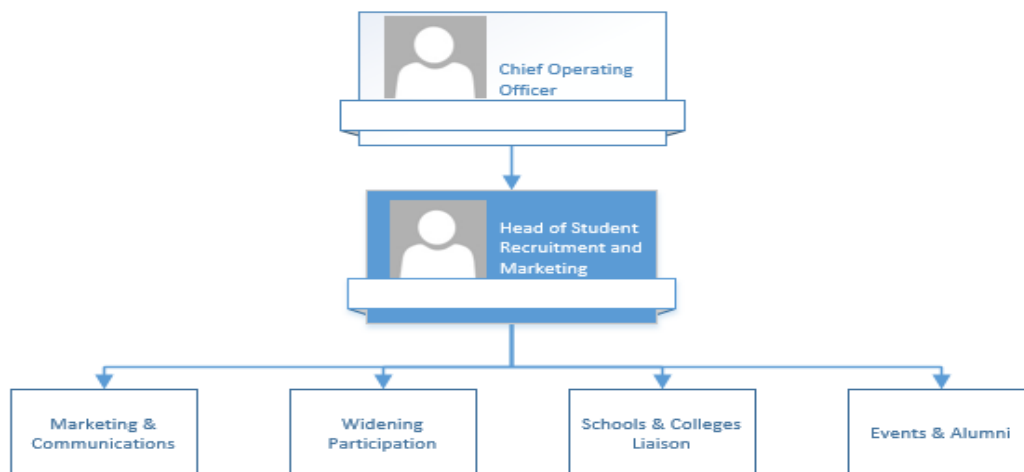 Chief Operating
Officer
Head of Student
Recruitment and
Marketing
Marketing &
Communications
Widening
Participation
Schools & Colleges
Liaison
Events & Alumni